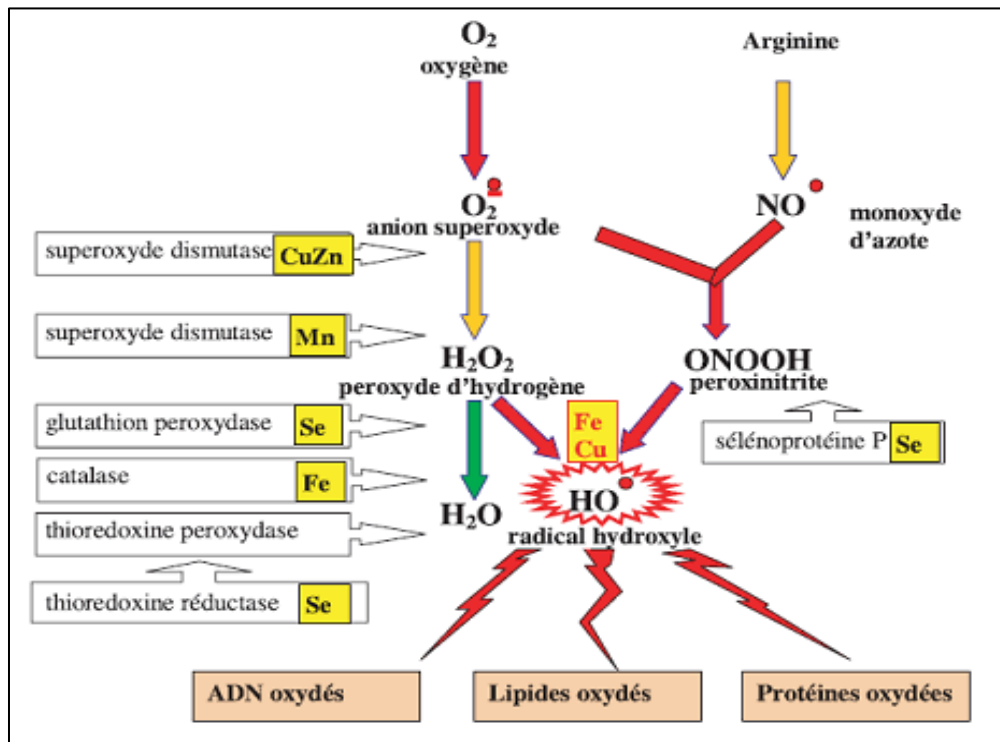 O₂
oxygène
Arginine
O₂•-
anion superoxyde
NO•
monoxyde
d'azote
superoxyde dismutase CuZn
superoxyde dismutase Mn
H₂O₂
peroxyde d'hydrogène
ONOOH
peroxinitrite
glutathion peroxydase Se
Fe
Cu
sélénoprotéine P Se
catalase Fe
HO•
H₂O
thioredoxine peroxydase
radical hydroxyle
thioredoxine réductase Se
ADN oxydés
Lipides oxydés
Protéines oxydées